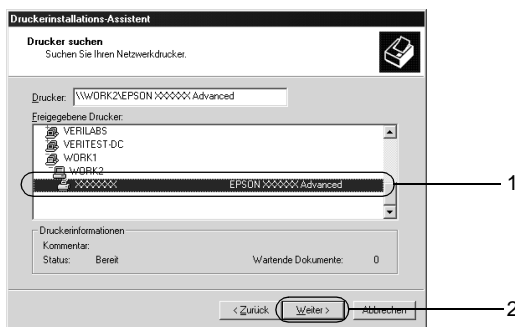 Druckerinstallations-Assistent
Drucker suchen
Suchen Sie Ihren Netzwerkdrucker.
Drucker: \\WORK2\EPSON XXXXXX Advanced
Freigegebene Drucker:
VERILABS
VERITEST-DC
WORK1
WORK2
XXXXXXX EPSON XXXXXX Advanced
1
Druckerinformationen
Kommentar:
Status: Bereit Wartende Dokumente: 0
< Zurück Weiter > Abbrechen
2